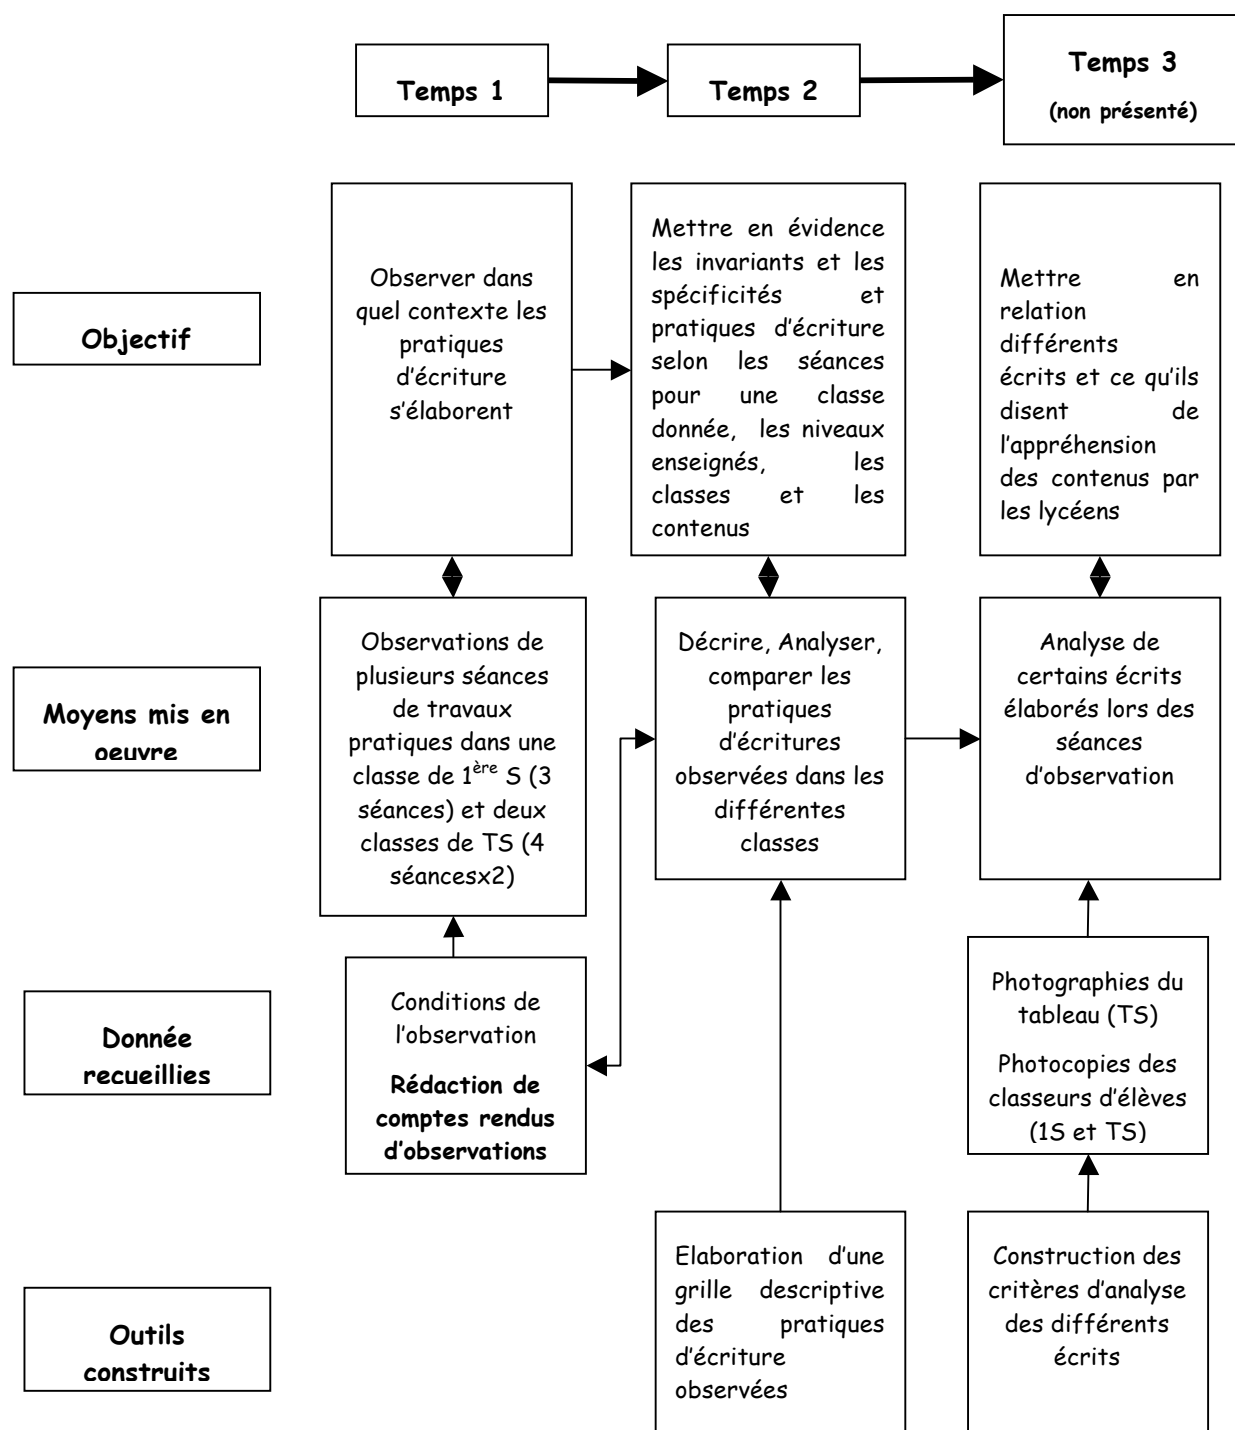 Temps 1
Temps 2
Temps 3
(non présenté)
Objectif
Observer dans
quel contexte les
pratiques
d'écriture
s'élaborent
Mettre en évidence
les invariants et les
spécificités et
pratiques d'écriture
selon les séances
pour une classe
donnée, les niveaux
enseignés, les
classes et les
contenus
Mettre en
relation
différents
écrits et ce qu'ils
disent de
l'appréhension
des contenus par
les lycéens
Moyens mis en
oeuvre
Observations de
plusieurs séances
de travaux
pratiques dans une
classe de 1ère S (3
séances) et deux
classes de TS (4
séancesx2)
Décrire, Analyser,
comparer les
pratiques
d'écritures
observées dans les
différentes
classes
Analyse de
certains écrits
élaborés lors des
séances
d'observation
Donnée
recueillies
Conditions de
l'observation
Rédaction de
comptes rendus
d'observations
Photographies du
tableau (TS)
Photocopies des
classeurs d'élèves
(1S et TS)
Outils
construits
Elaboration d'une
grille descriptive
des pratiques
d'écriture
observées
Construction des
critères d'analyse
des différents
écrits